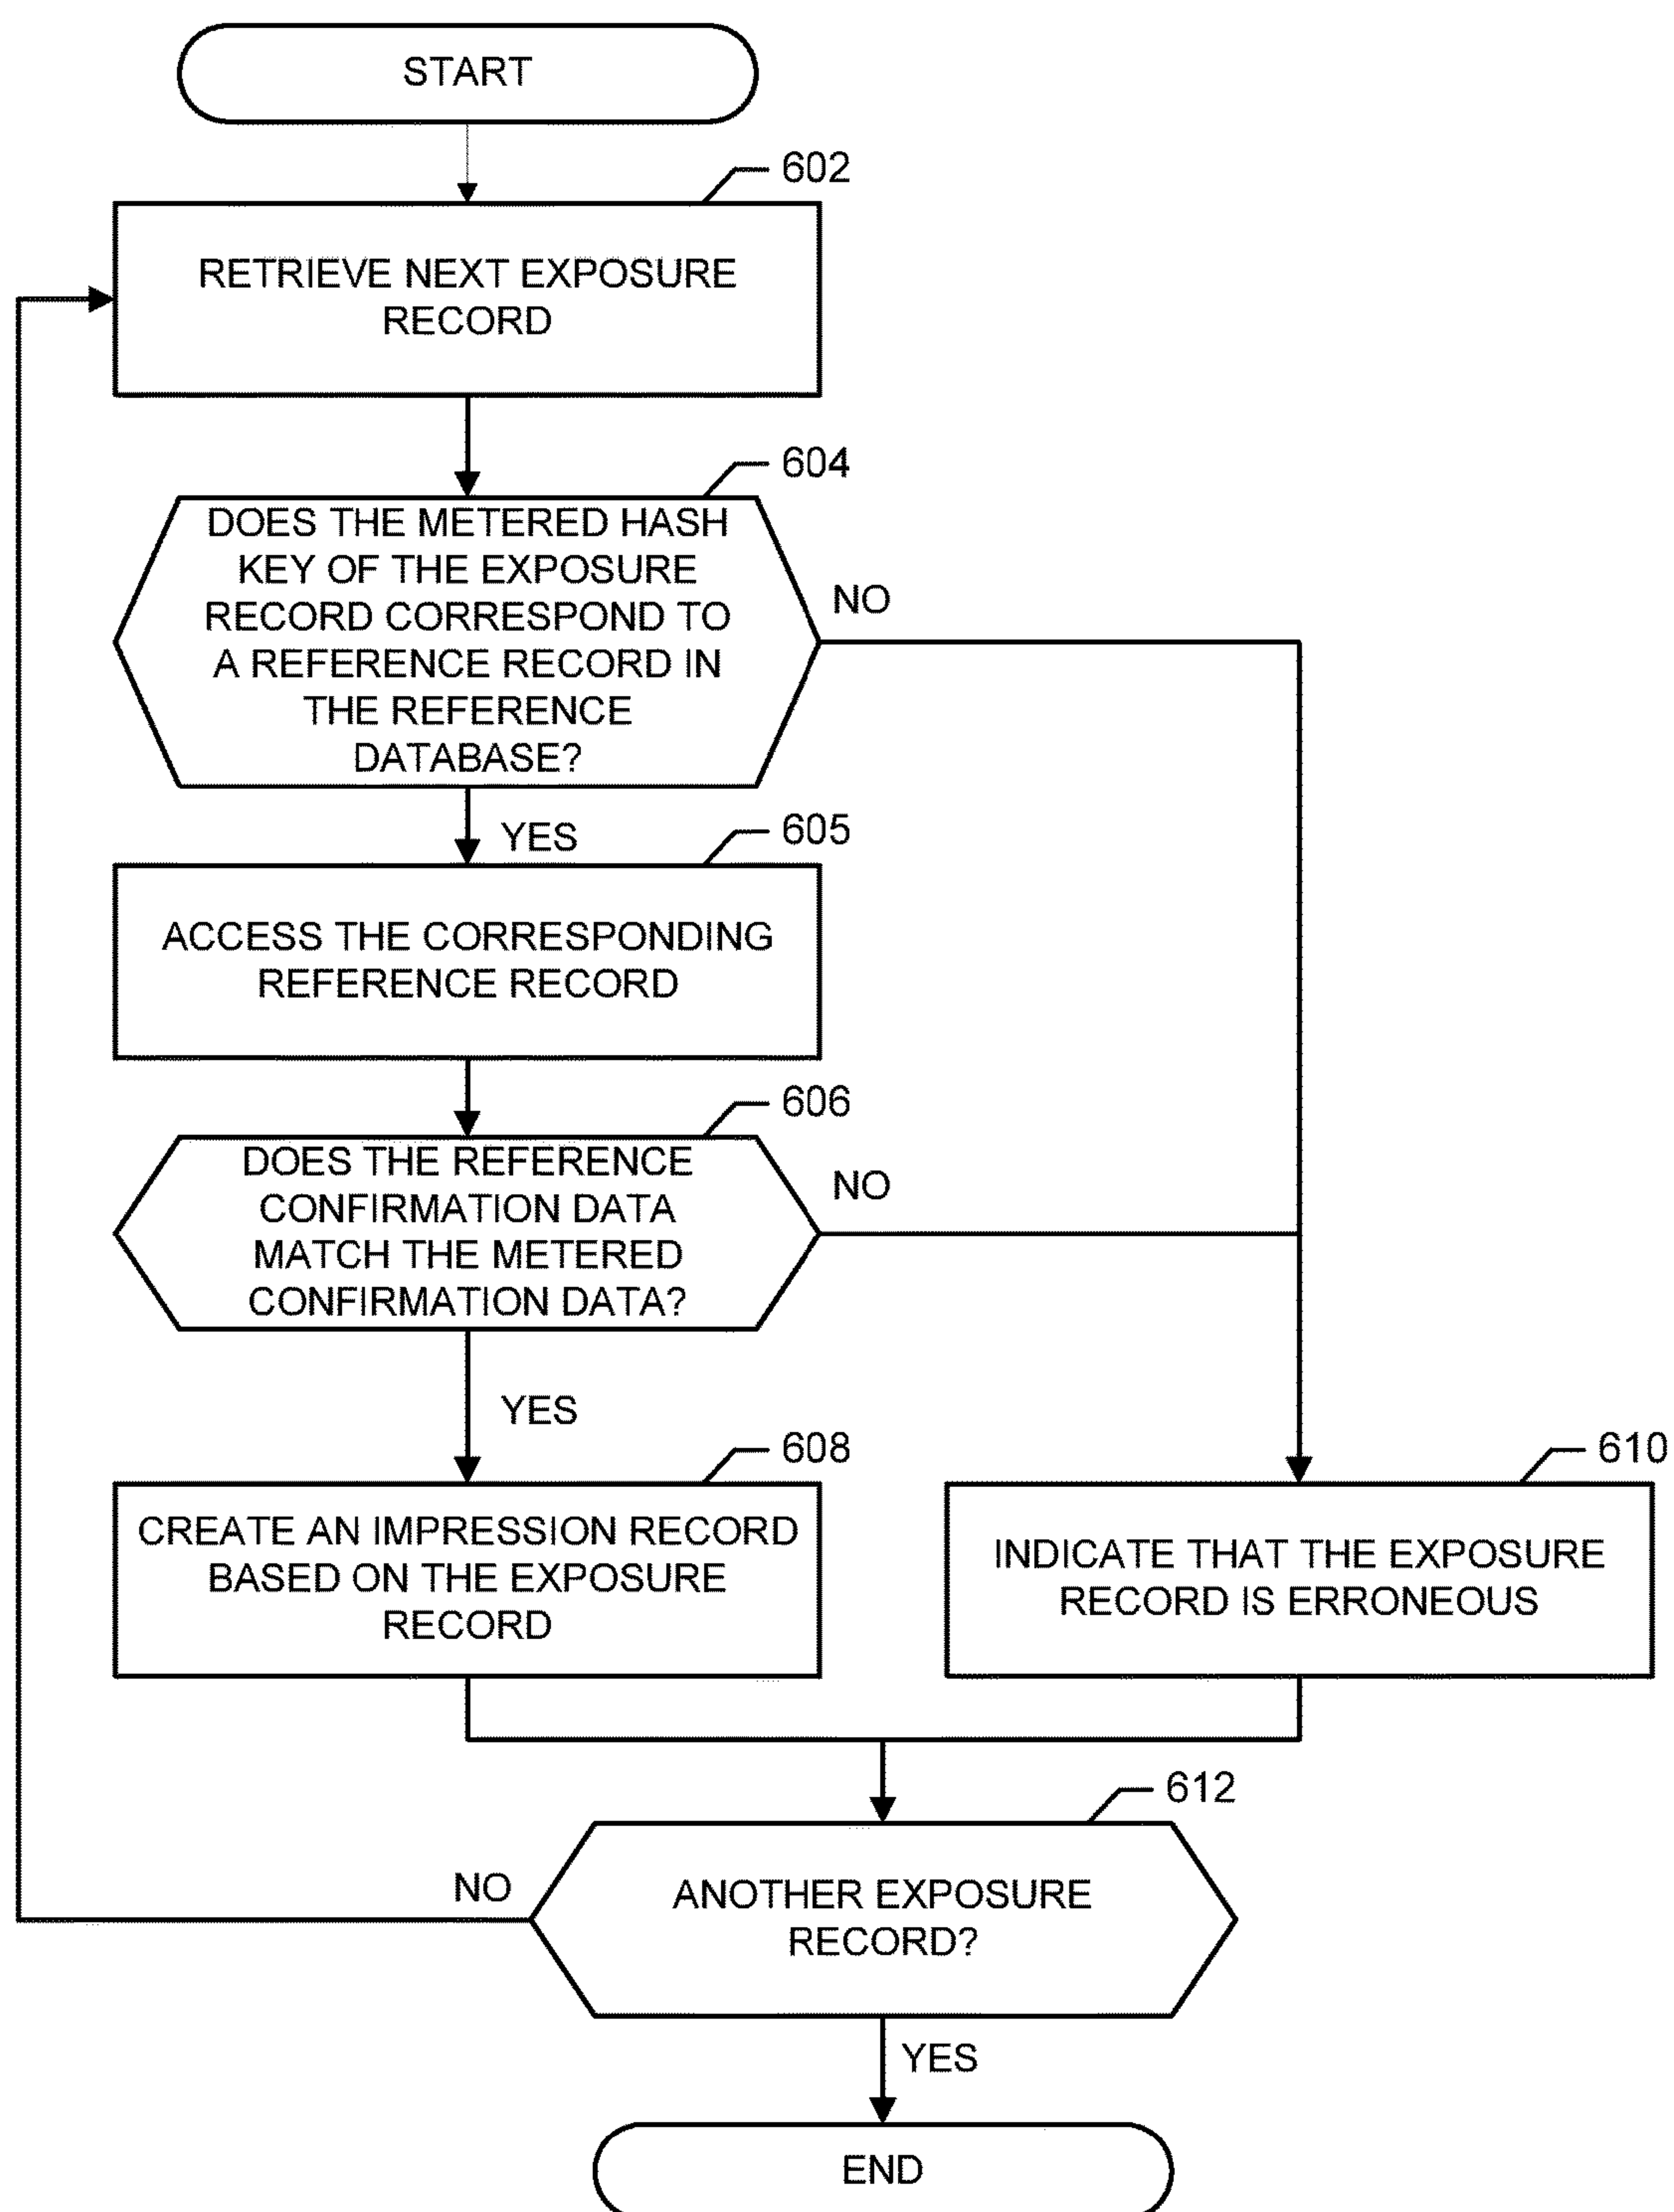 START
602
RETRIEVE NEXT EXPOSURE
RECORD
604
DOES THE METERED HASH
KEY OF THE EXPOSURE
RECORD CORRESPOND TO
A REFERENCE RECORD IN
THE REFERENCE
DATABASE?
NO
YES
605
ACCESS THE CORRESPONDING
REFERENCE RECORD
606
DOES THE REFERENCE
CONFIRMATION DATA
MATCH THE METERED
CONFIRMATION DATA?
NO
YES
608
CREATE AN IMPRESSION RECORD
BASED ON THE EXPOSURE
RECORD
610
INDICATE THAT THE EXPOSURE
RECORD IS ERRONEOUS
612
ANOTHER EXPOSURE
RECORD?
NO
YES
END